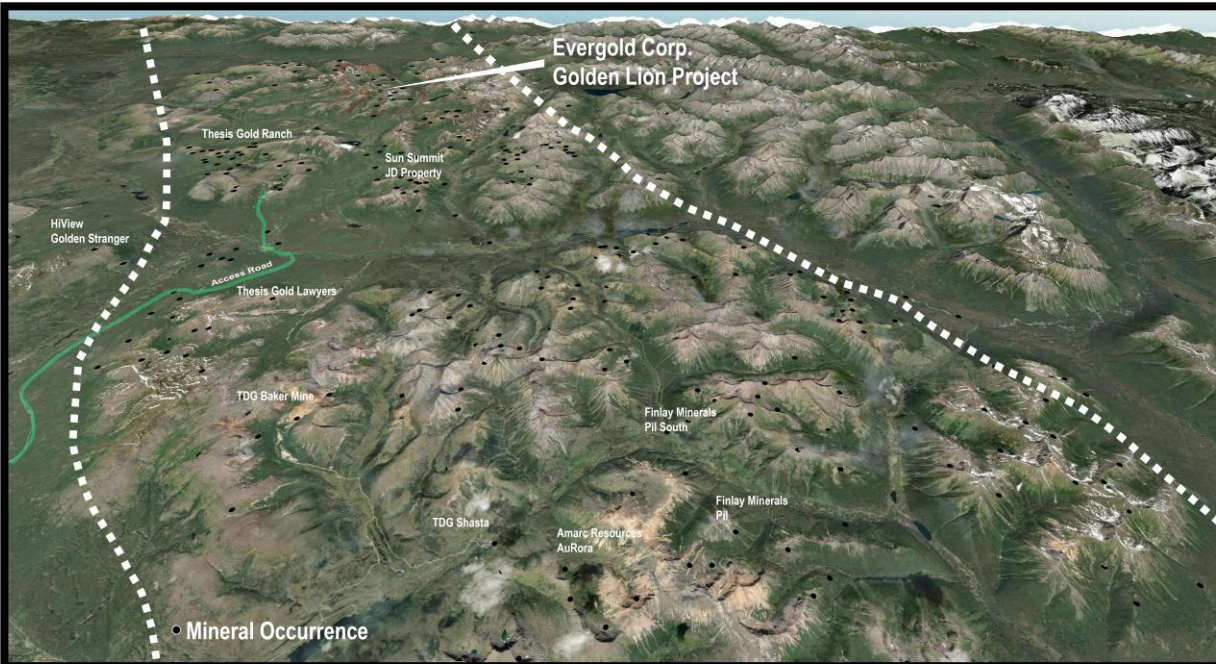 Evergold Corp.
Golden Lion Project
Thesis Gold Ranch
Sun Summit
JD Property
HiView
Golden Stranger
Access Road
Thesis Gold Lawyers
TDG Baker Mine
Finlay Minerals
Pil South
Finlay Minerals
Pil
TDG Shasta
Amarc Resources
AuRora
Mineral Occurrence